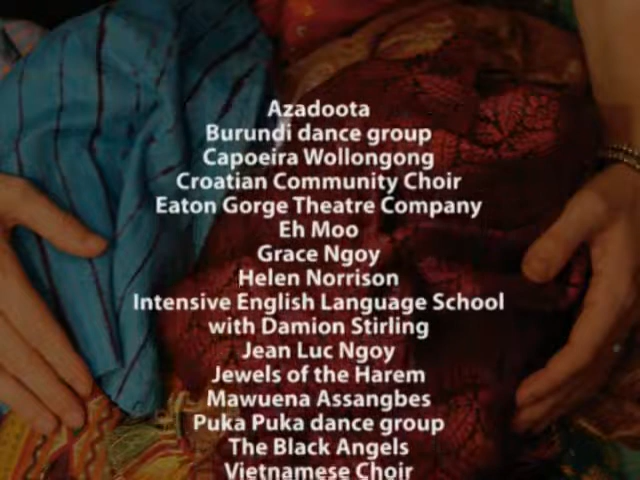 Azadoota
Burundi dance group
Capoeira Wollongong
Croatian Community Choir
Eaton Gorge Theatre Company
Eh Moo
Grace Ngoy
Helen Norrison
Intensive English Language School
with Damion Stirling
Jean Luc Ngoy
Jewels of the Harem
Mawuena Assangbes
Puka Puka dance group
The Black Angels
Vietnamese Choir